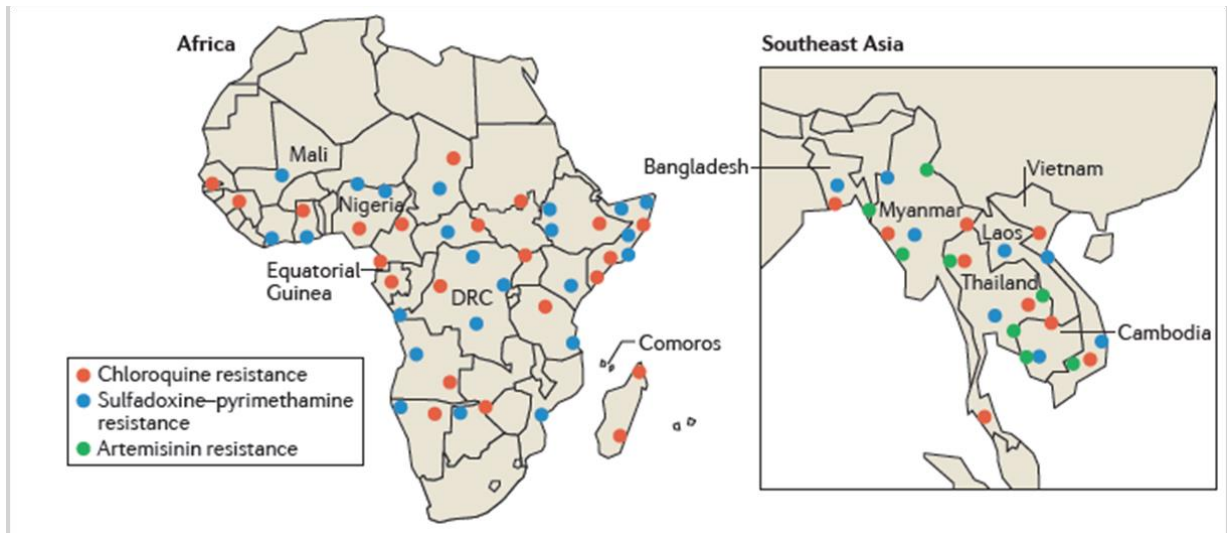 Africa
Southeast Asia
Mali
Nigeria
Equatorial
Guinea
DRC
Comoros
Bangladesh
Vietnam
Myanmar
Laos
Thailand
Cambodia
Chloroquine resistance
Sulfadoxine–pyrimethamine
resistance
Artemisinin resistance